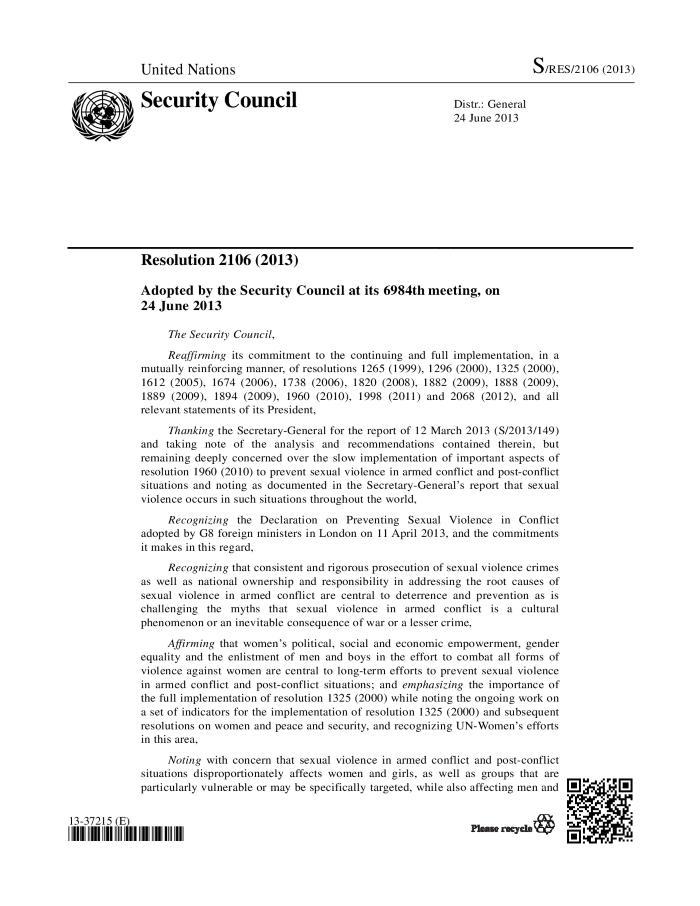 United Nations S/RES/2106 (2013)
Security Council
Distr.: General
24 June 2013
Resolution 2106 (2013)
Adopted by the Security Council at its 6984th meeting, on
24 June 2013
The Security Council,
Reaffirming its commitment to the continuing and full implementation, in a
mutually reinforcing manner, of resolutions 1265 (1999), 1296 (2000), 1325 (2000),
1612 (2005), 1674 (2006), 1738 (2006), 1820 (2008), 1882 (2009), 1888 (2009),
1889 (2009), 1894 (2009), 1960 (2010), 1998 (2011) and 2068 (2012), and all
relevant statements of its President,
Thanking the Secretary-General for the report of 12 March 2013 (S/2013/149)
and taking note of the analysis and recommendations contained therein, but
remaining deeply concerned over the slow implementation of important aspects of
resolution 1960 (2010) to prevent sexual violence in armed conflict and post-conflict
situations and noting as documented in the Secretary-General's report that sexual
violence occurs in such situations throughout the world,
Recognizing the Declaration on Preventing Sexual Violence in Conflict
adopted by G8 foreign ministers in London on 11 April 2013, and the commitments
it makes in this regard,
Recognizing that consistent and rigorous prosecution of sexual violence crimes
as well as national ownership and responsibility in addressing the root causes of
sexual violence in armed conflict are central to deterrence and prevention as is
challenging the myths that sexual violence in armed conflict is a cultural
phenomenon or an inevitable consequence of war or a lesser crime,
Affirming that women's political, social and economic empowerment, gender
equality and the enlistment of men and boys in the effort to combat all forms of
violence against women are central to long-term efforts to prevent sexual violence
in armed conflict and post-conflict situations; and emphasizing the importance of
the full implementation of resolution 1325 (2000) while noting the ongoing work on
a set of indicators for the implementation of resolution 1325 (2000) and subsequent
resolutions on women and peace and security, and recognizing UN-Women's efforts
in this area,
Noting with concern that sexual violence in armed conflict and post-conflict
situations disproportionately affects women and girls, as well as groups that are
particularly vulnerable or may be specifically targeted, while also affecting men and
13-37215 (E)
Please recycle